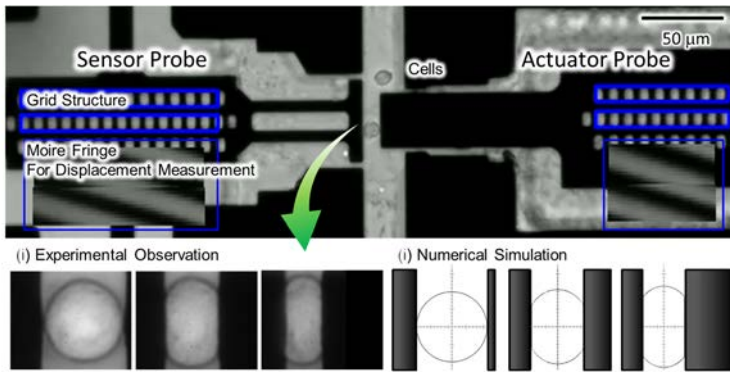 50 μm
Sensor Probe
Actuator Probe
Cells
Grid Structure
Moire Fringe
For Displacement Measurement
(i) Experimental Observation
(i) Numerical Simulation